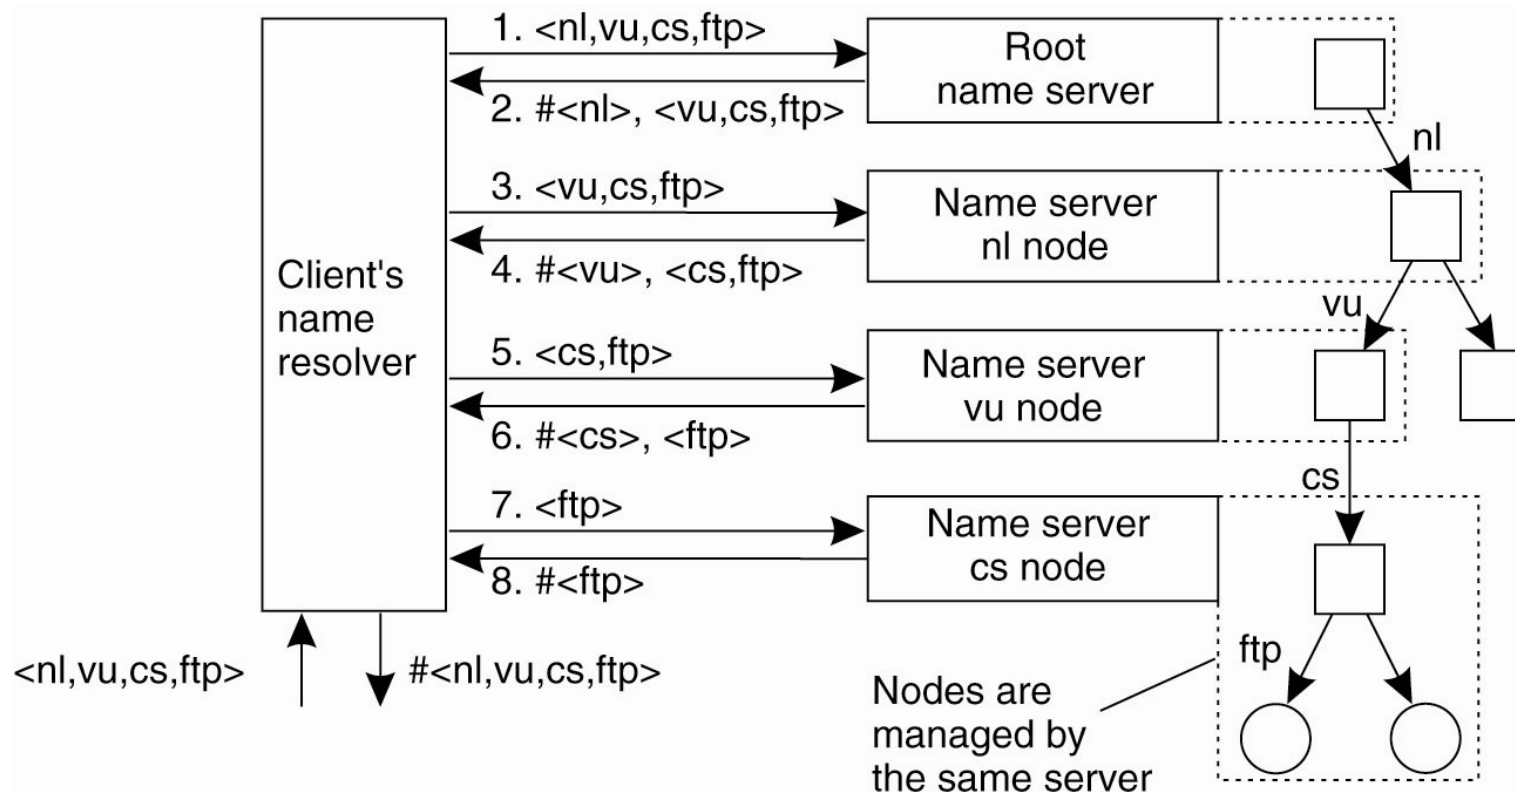 1. <nl,vu,cs,ftp>
Root
name server
2. #<nl>, <vu,cs,ftp>
nl
3. <vu,cs,ftp>
Name server
nl node
4. #<vu>, <cs,ftp>
Client's
name
resolver
vu
5. <cs,ftp>
Name server
vu node
6. #<cs>, <ftp>
cs
7. <ftp>
Name server
cs node
8. #<ftp>
<nl,vu,cs,ftp>
#<nl,vu,cs,ftp>
ftp
Nodes are
managed by
the same server